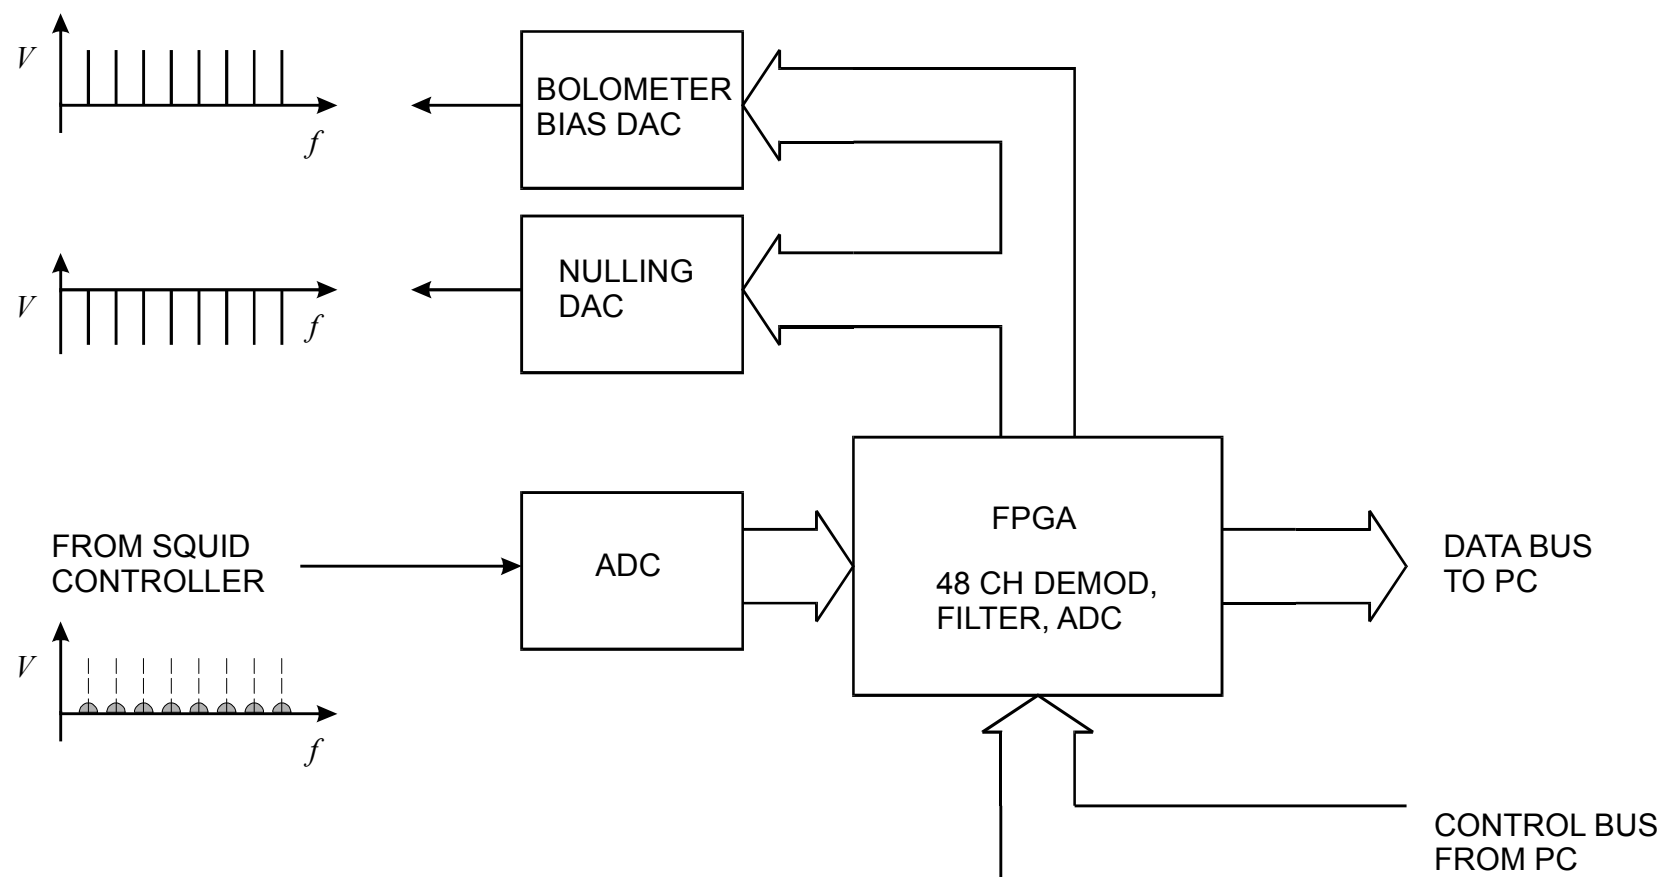 V
f
BOLOMETER
BIAS DAC
V
f
NULLING
DAC
FROM SQUID
CONTROLLER
ADC
FPGA
48 CH DEMOD,
FILTER, ADC
DATA BUS
TO PC
V
f
CONTROL BUS
FROM PC